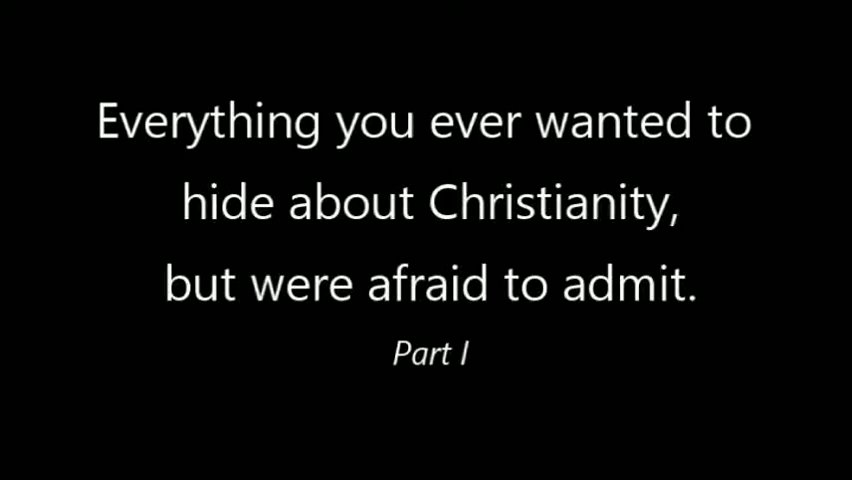 Everything you ever wanted to
hide about Christianity,
but were afraid to admit.
Part I